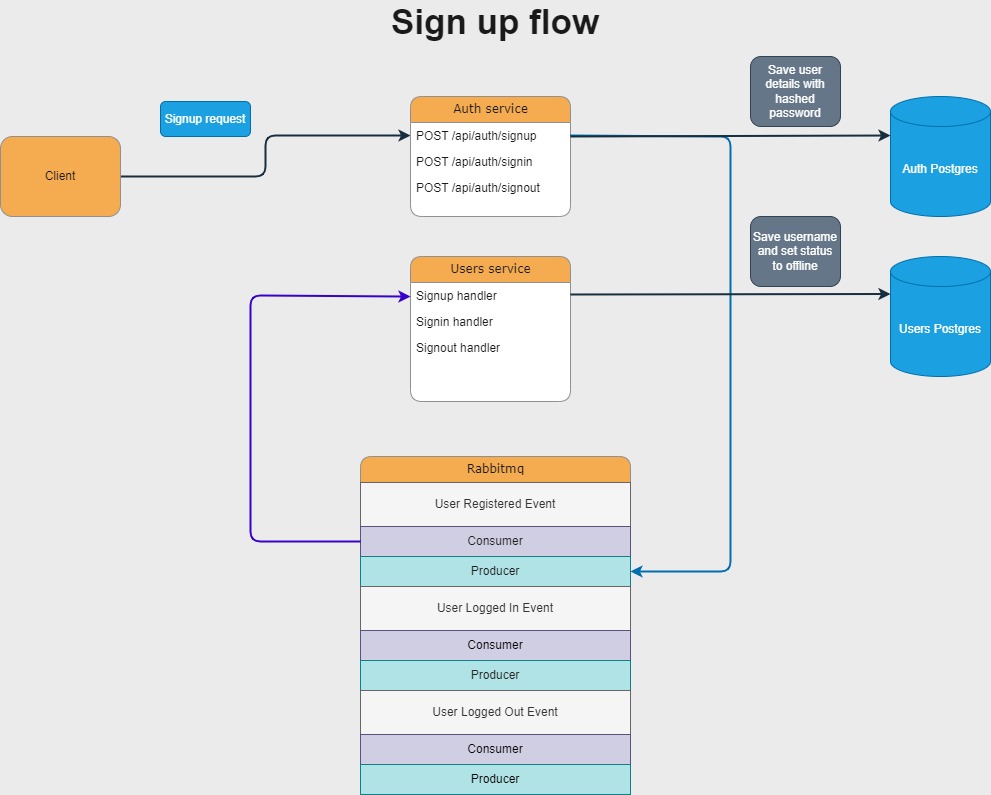 Sign up flow
Save user
details with
hashed
password
Signup request
Auth service
POST /api/auth/signup
POST /api/auth/signin
POST /api/auth/signout
Client
Auth Postgres
Save username
and set status
to offline
Users service
Signup handler
Signin handler
Signout handler
Users Postgres
Rabbitmq
User Registered Event
Consumer
Producer
User Logged In Event
Consumer
Producer
User Logged Out Event
Consumer
Producer